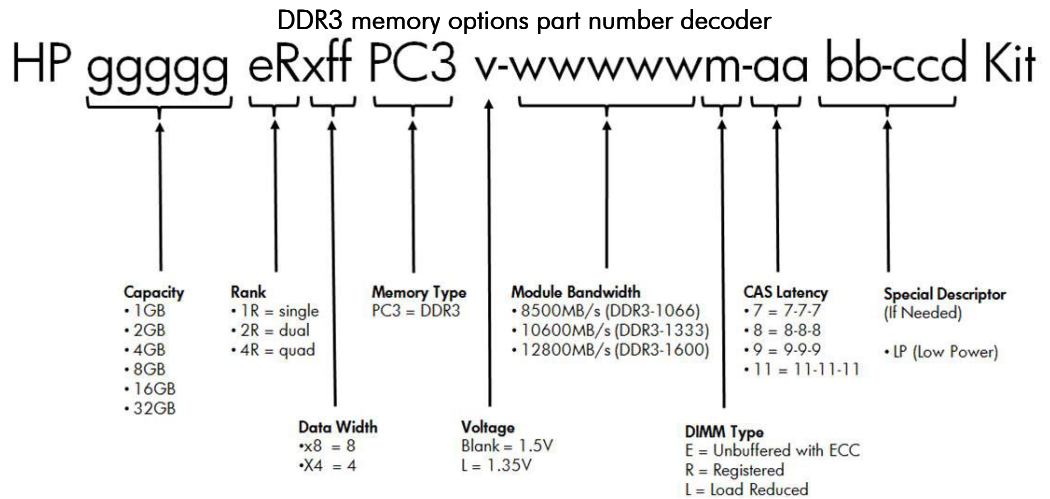 DDR3 memory options part number decoder
HP ggggg eRxff PC3 v-wwwwwm-aa bb-ccd Kit
Capacity
• 1GB
• 2GB
• 4GB
• 8GB
• 16GB
• 32GB
Rank
• 1R = single
• 2R = dual
• 4R = quad
Memory Type
PC3 = DDR3
Module Bandwidth
• 8500MB/s (DDR3-1066)
• 10600MB/s (DDR3-1333)
• 12800MB/s (DDR3-1600)
CAS Latency
• 7 = 7-7-7
• 8 = 8-8-8
• 9 = 9-9-9
• 11 = 11-11-11
Special Descriptor
(If Needed)
• LP (Low Power)
Data Width
•x8 = 8
•X4 = 4
Voltage
Blank = 1.5V
L = 1.35V
DIMM Type
E = Unbuffered with ECC
R = Registered
L = Load Reduced